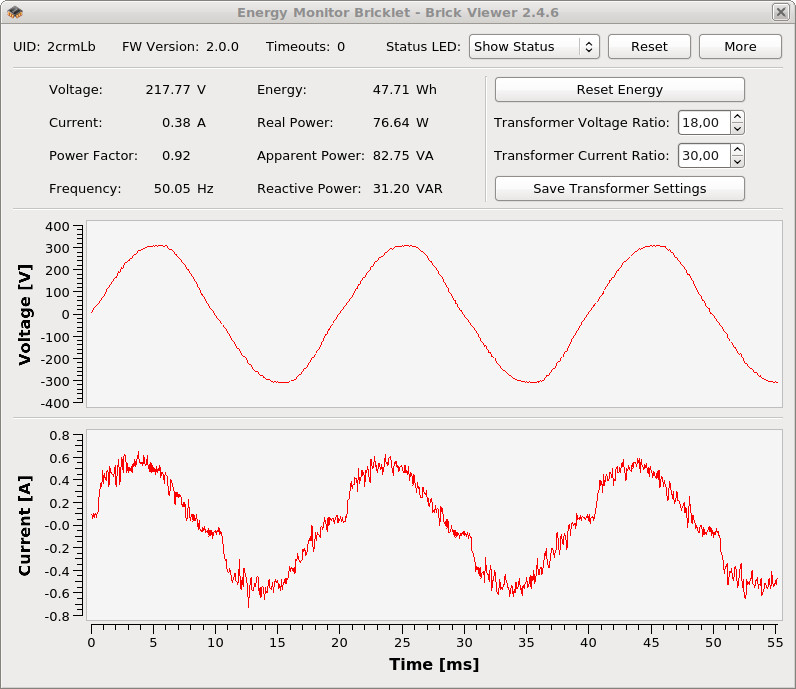 Energy Monitor Bricklet - Brick Viewer 2.4.6
UID: 2crmLb FW Version: 2.0.0 Timeouts: 0 Status LED: Show Status Reset More
Voltage: 217.77 V Energy: 47.71 Wh Reset Energy
Current: 0.38 A Real Power: 76.64 W Transformer Voltage Ratio: 18,00
Power Factor: 0.92 Apparent Power: 82.75 VA Transformer Current Ratio: 30,00
Frequency: 50.05 Hz Reactive Power: 31.20 VAR Save Transformer Settings
Voltage [V]
400
300
200
100
0
-100
-200
-300
-400
Current [A]
0.8
0.6
0.4
0.2
-0.0
-0.2
-0.4
-0.6
-0.8
0 5 10 15 20 25 30 35 40 45 50 55
Time [ms]